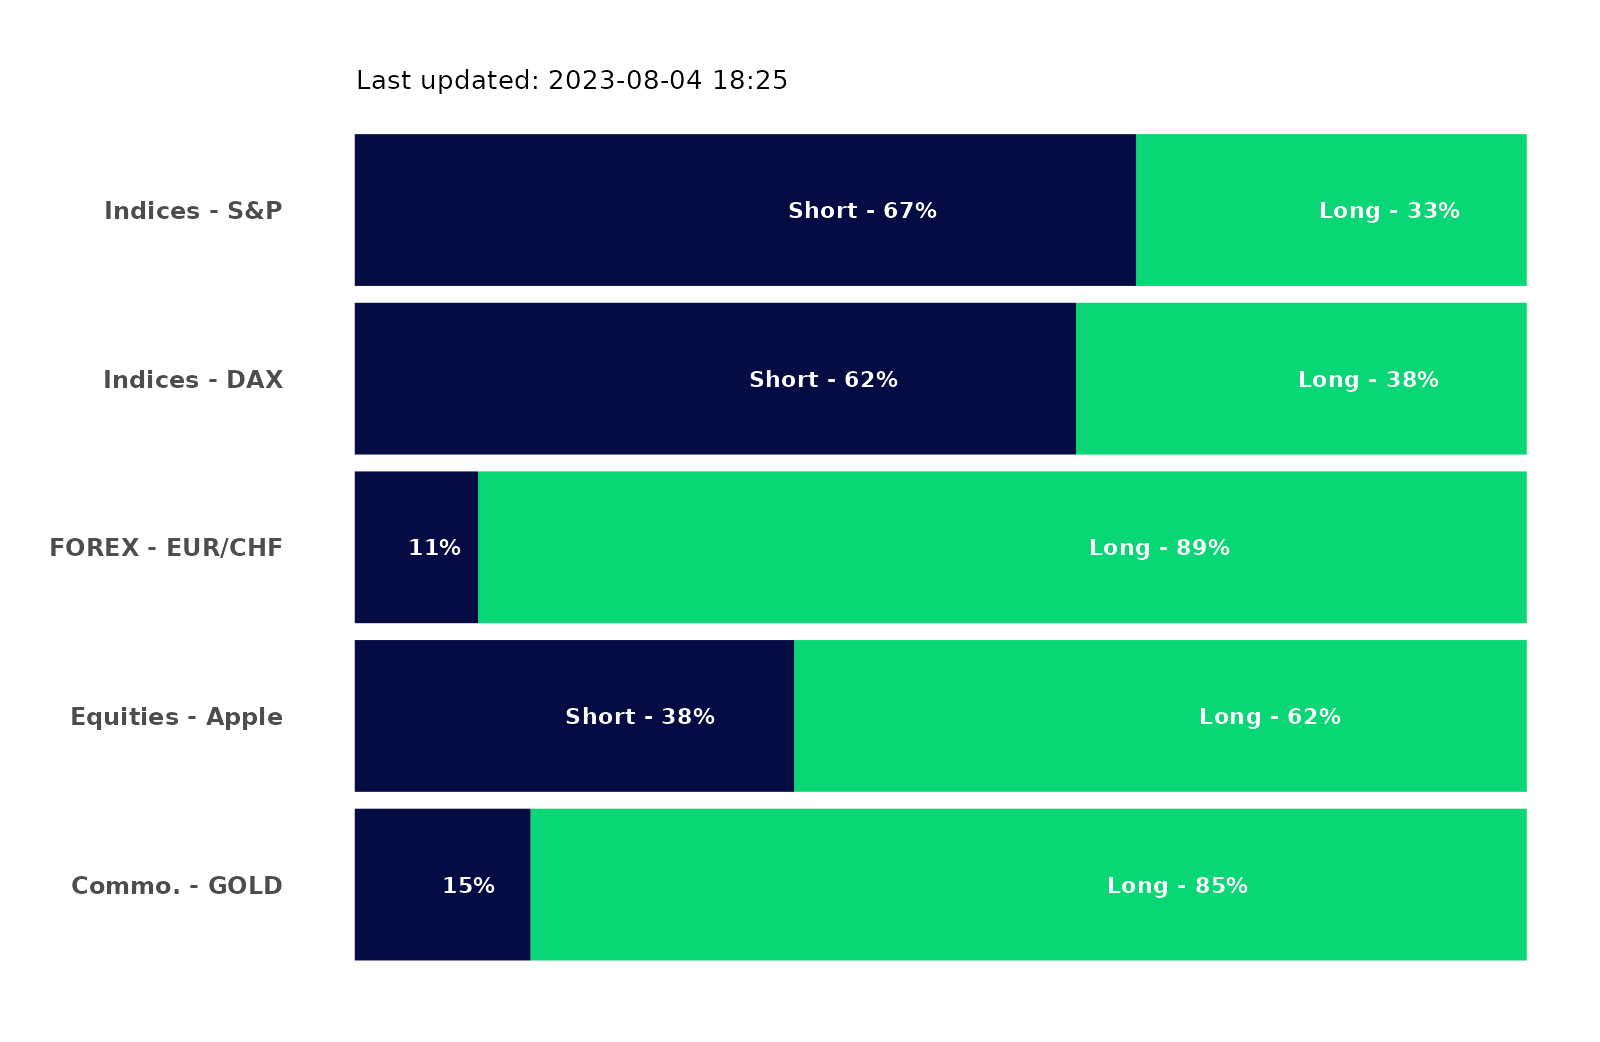 Last updated: 2023-08-04 18:25
Indices - S&P Short - 67% Long - 33%
Indices - DAX Short - 62% Long - 38%
FOREX - EUR/CHF 11% Long - 89%
Equities - Apple Short - 38% Long - 62%
Commo. - GOLD 15% Long - 85%